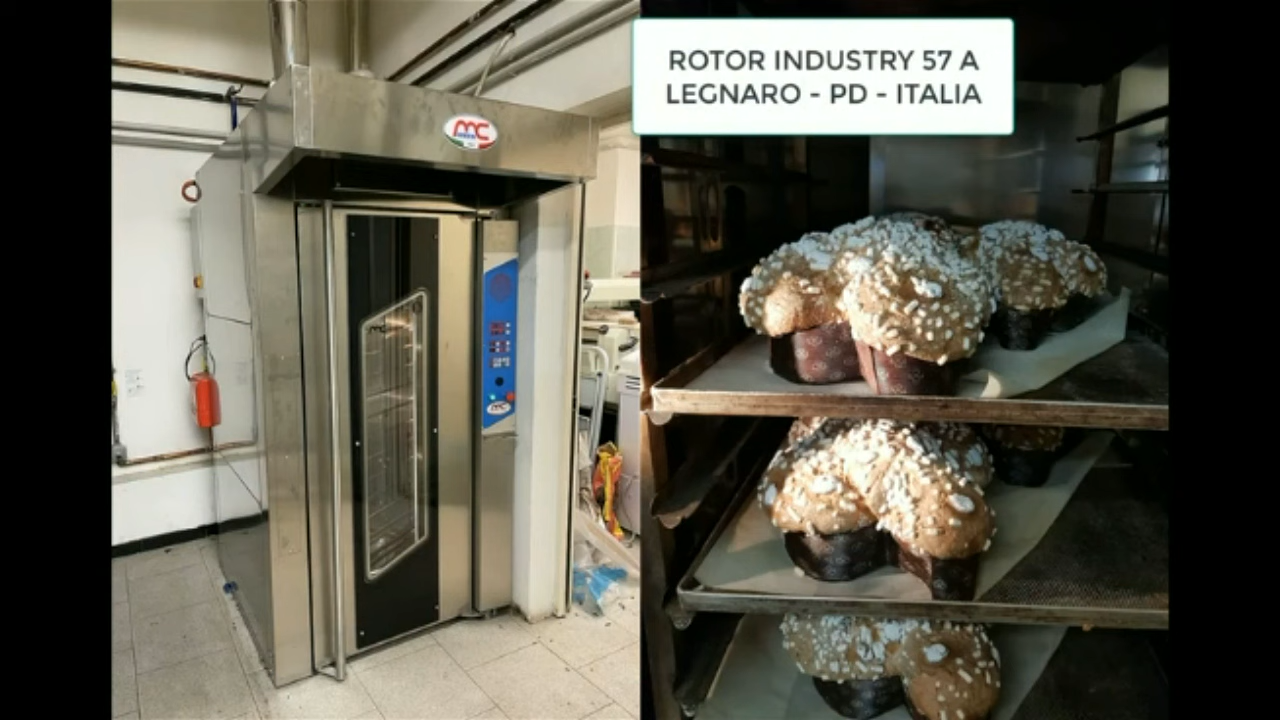 MC
ROTOR INDUSTRY 57 A
LEGNARO - PD - ITALIA